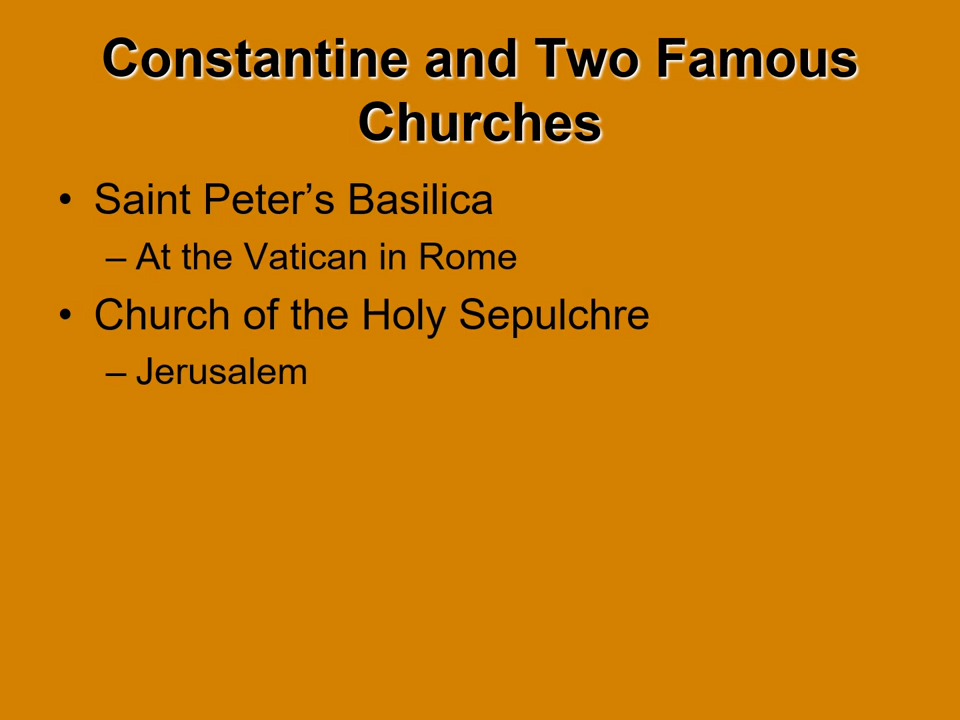 Constantine and Two Famous
Churches
• Saint Peter’s Basilica
– At the Vatican in Rome
• Church of the Holy Sepulchre
– Jerusalem